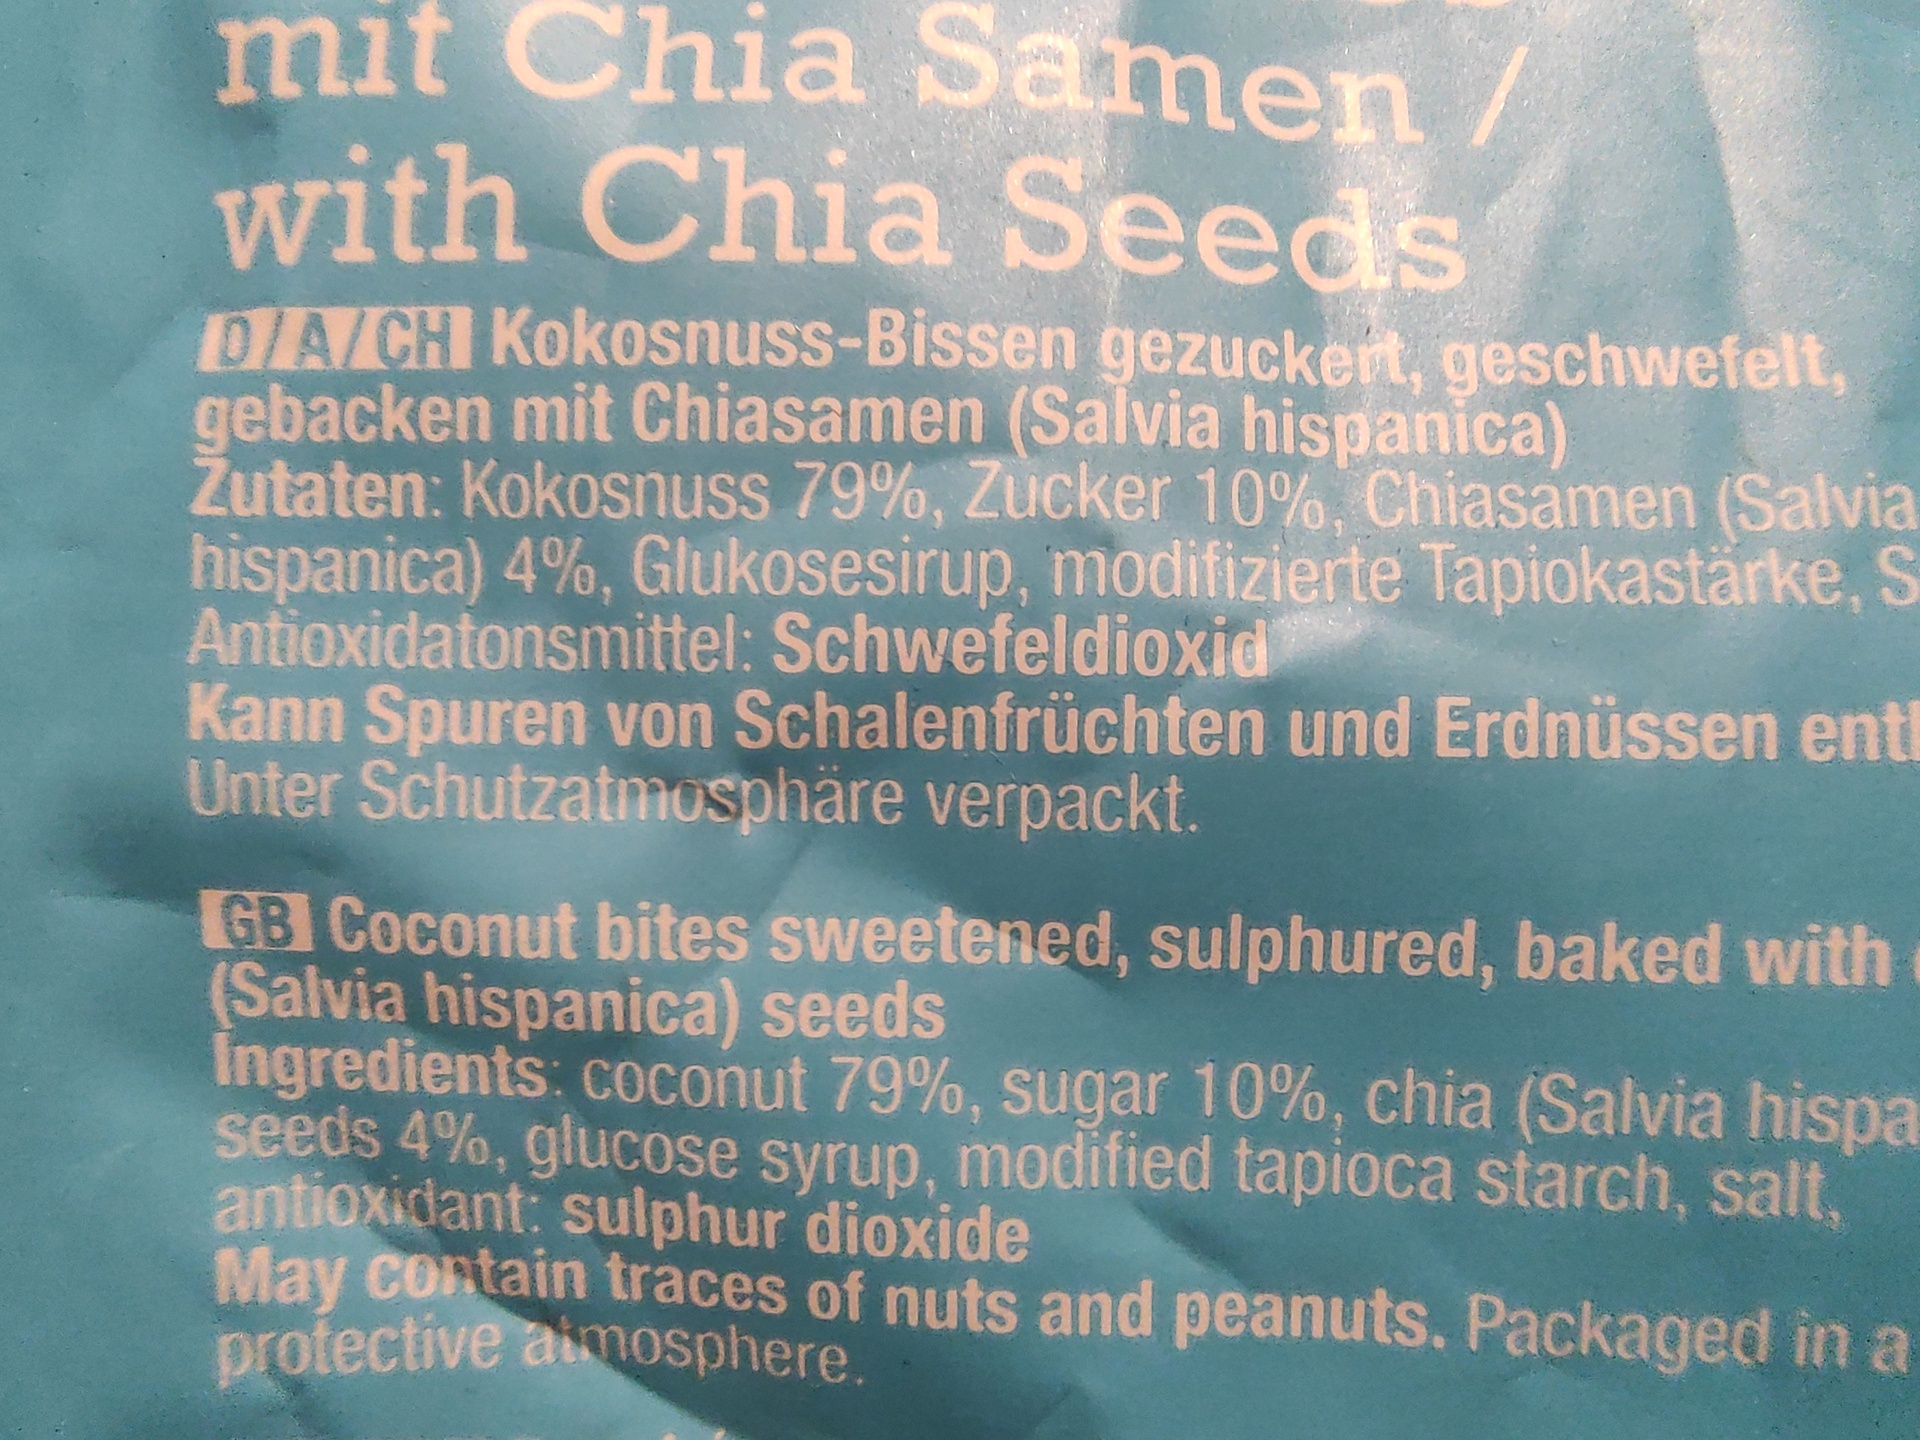 mit Chia Samen /
with Chia Seeds
D/A/CH Kokosnuss-Bissen gezuckert, geschwefelt,
gebacken mit Chiasamen (Salvia hispanica)
Zutaten: Kokosnuss 79%, Zucker 10%, Chiasamen (Salvia
hispanica) 4%, Glukosesirup, modifizierte Tapiokastärke,
Antioxidatonsmittel: Schwefeldioxid
Kann Spuren von Schalenfrüchten und Erdnüssen
Unter Schutzatmosphäre verpackt.
GB Coconut bites sweetened, sulphured, baked with
(Salvia hispanica) seeds
Ingredients: coconut 79%, sugar 10%, chia (Salvia
seeds 4%, glucose syrup, modified tapioca starch, salt,
antioxidant: sulphur dioxide
May contain traces of nuts and peanuts. Packaged in a
protective atmosphere.